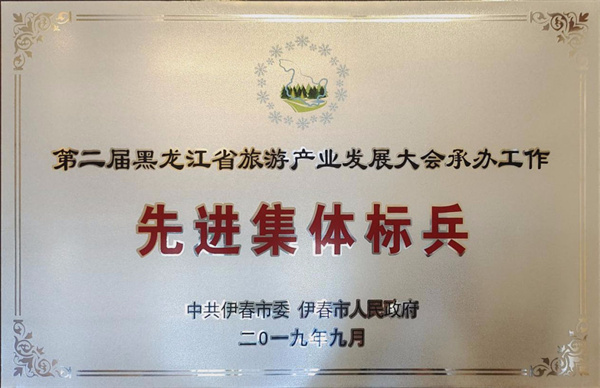 第二届黑龙江省旅游产业发展大会承办工作
先进集体标兵
中共伊春市委 伊春市人民政府
二〇一九年九月